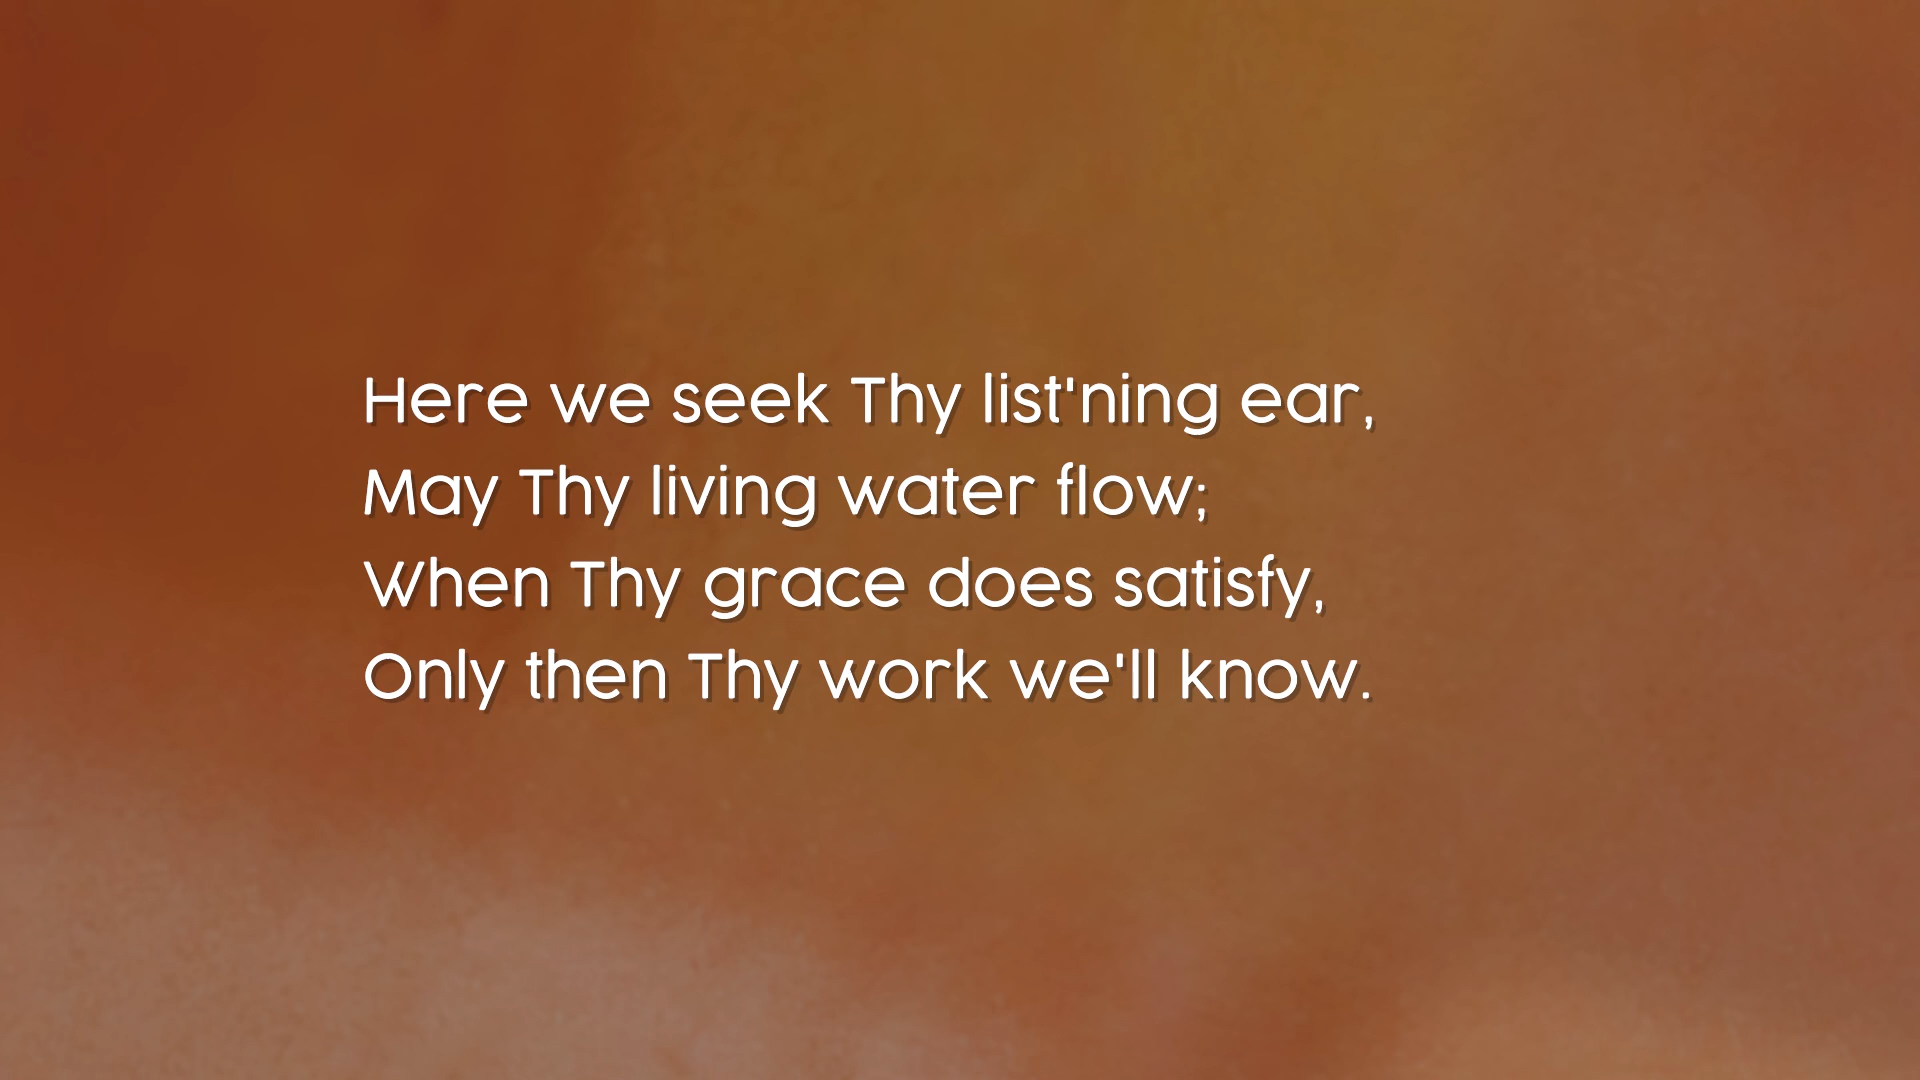 Here we seek Thy list'ning ear,
May Thy living water flow;
When Thy grace does satisfy,
Only then Thy work we'll know.